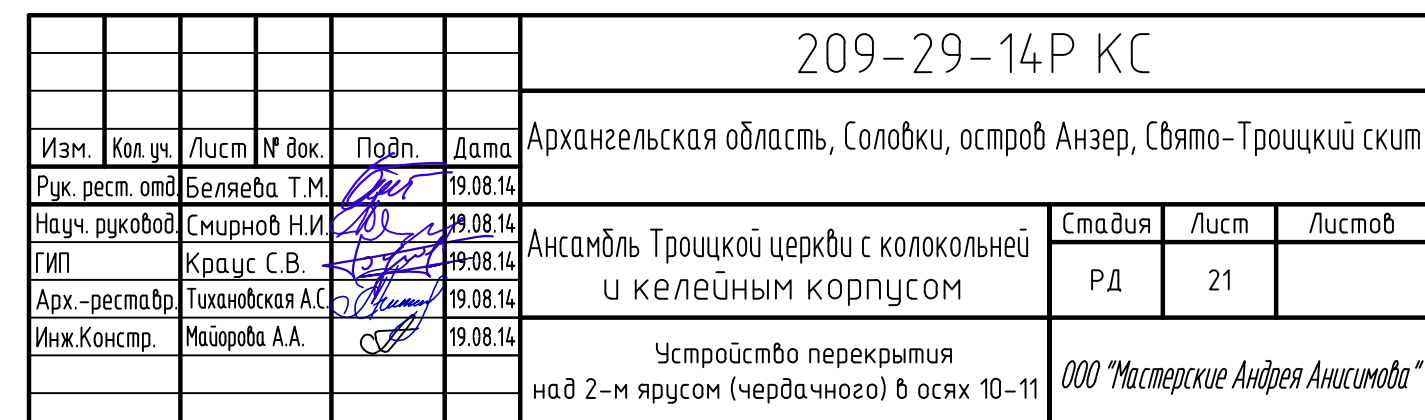 209-29-14Р КС
Архангельская область, Соловки, остров Анзер, Свято-Троицкий скит
Изм. Кол. уч. Лист № док. Подп. Дата
Рук. рест. отд. Беляева Т.М. 19.08.14
Науч. руковод. Смирнов Н.И. 19.08.14
ГИП Краус С.В. 19.08.14
Арх.-реставр. Тихановская А.С. 19.08.14
Инж.Констр. Майорова А.А. 19.08.14
Ансамбль Троицкой церкви с колокольней
и келейным корпусом
Стадия Лист Листов
РД 21
Устройство перекрытия
над 2-м ярусом (чердачного) в осях 10-11
ООО "Мастерские Андрея Анисимова"